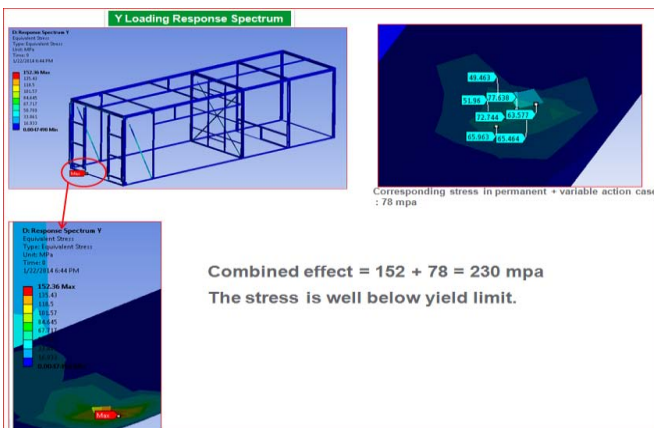 Y Loading Response Spectrum
D: Response Spectrum Y
Equivalent Stress
Type: Equivalent Stress
Unit: MPa
Time: 0
1/22/2014 6:44 PM
152.36 Max
135.43
118.5
101.57
84.645
67.717
50.789
33.861
16.933
Max
49.463
51.96
77.630
72.744
63.577
65.963
65.464
Corresponding stress in permanent + variable action case
: 78 mpa
D: Response Spectrum Y
Equivalent Stress
Type: Equivalent Stress
Unit: MPa
Time: 0
1/22/2014 6:44 PM
152.36 Max
135.43
118.5
101.57
84.645
67.717
Max
Combined effect = 152 + 78 = 230 mpa
The stress is well below yield limit.